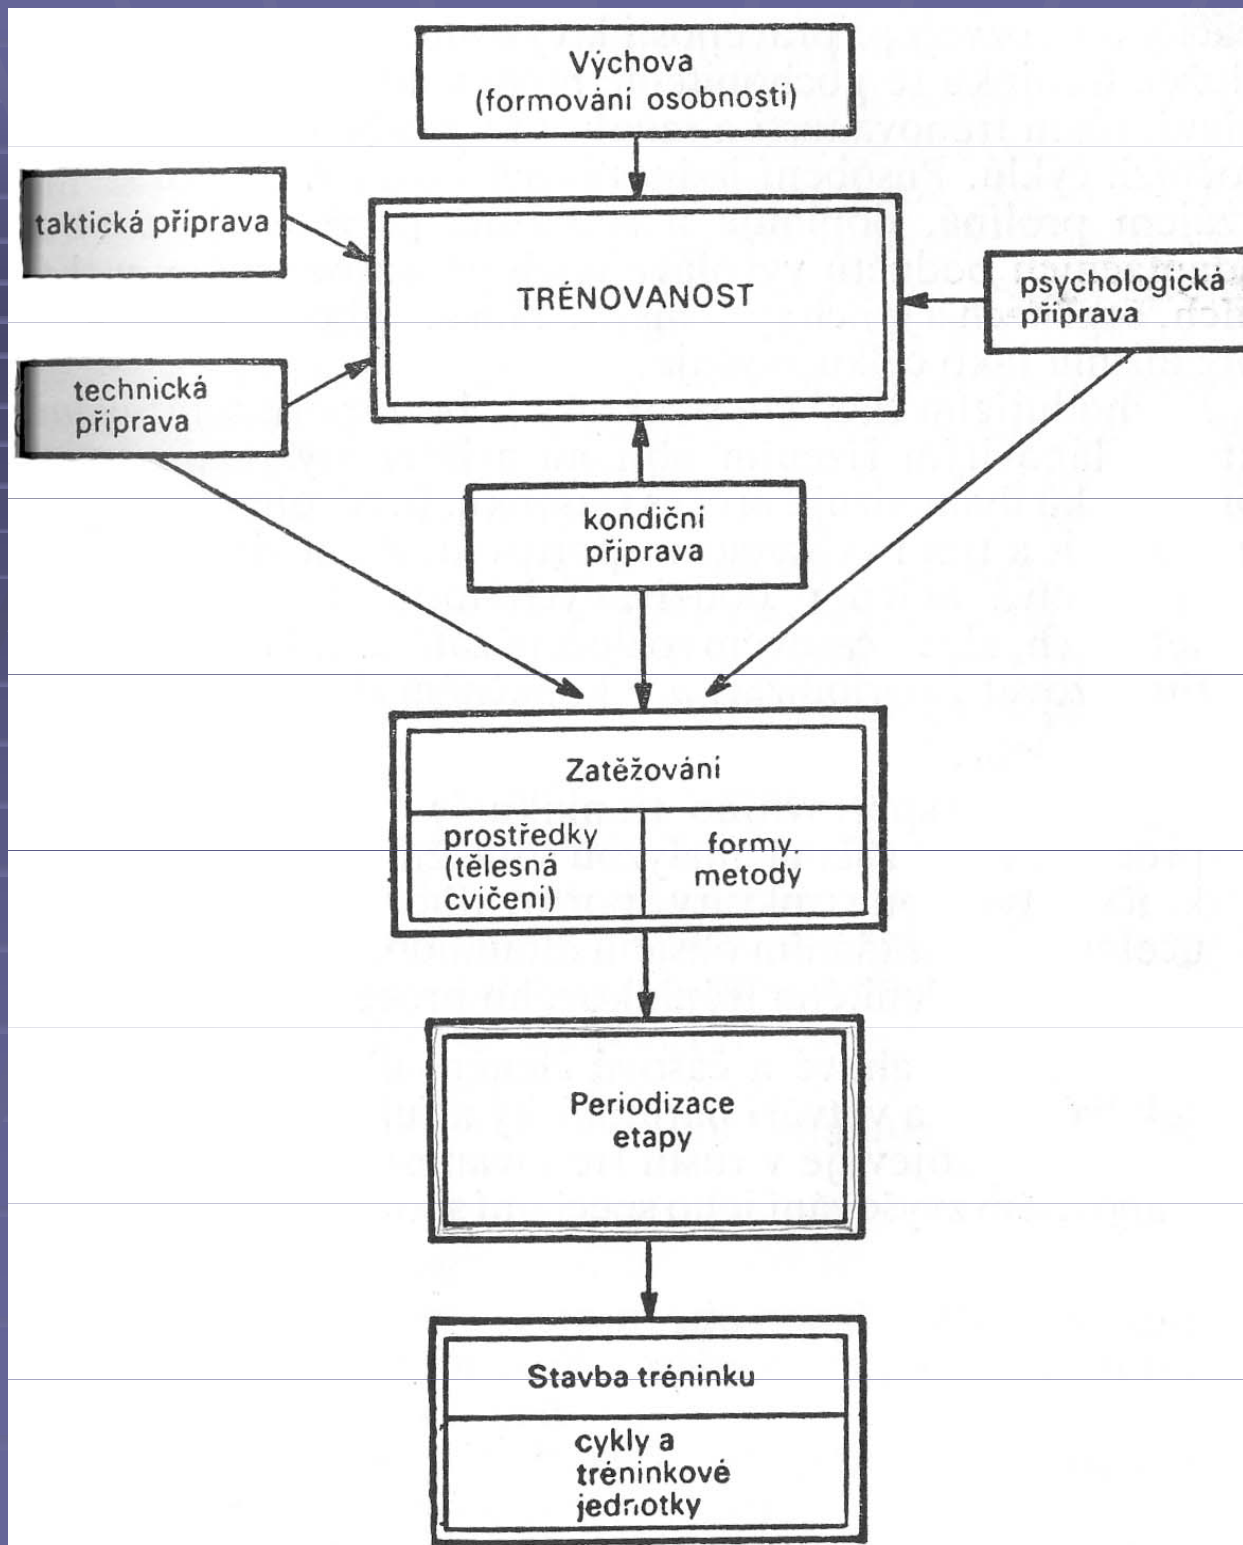 Výchova
(formování osobnosti)
taktická příprava
TRÉNOVANOST
psychologická
příprava
technická
příprava
kondiční
příprava
Zatěžování
prostředky
(tělesná
cvičení)
formy,
metody
Periodizace
etapy
Stavba tréninku
cykly a
tréninkové
jednotky